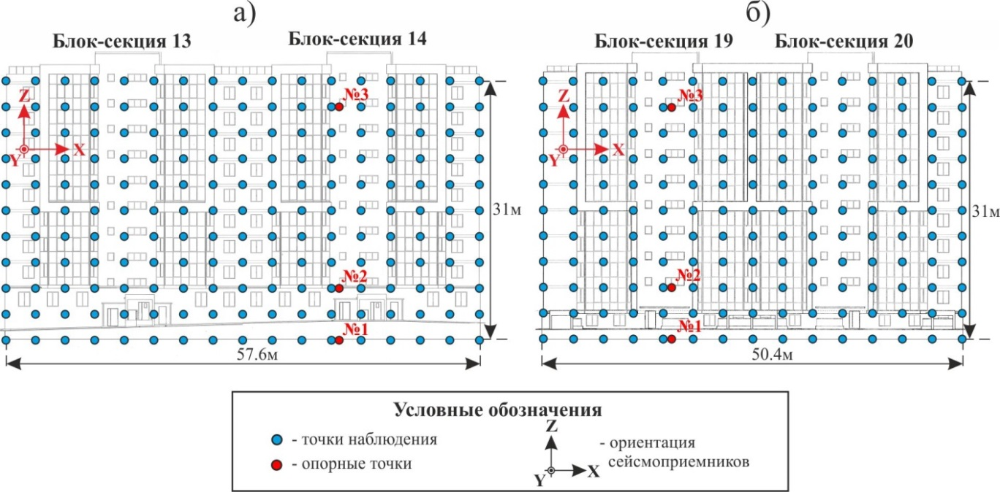 а)
б)
Блок-секция 13
Блок-секция 14
Блок-секция 19
Блок-секция 20
Z
№3
Y
X
31м
№2
№1
57.6м
Z
№3
Y
X
31м
№2
№1
50.4м
Условные обозначения
- точки наблюдения
- опорные точки
Z
Y
X
- ориентация
сейсмоприемников